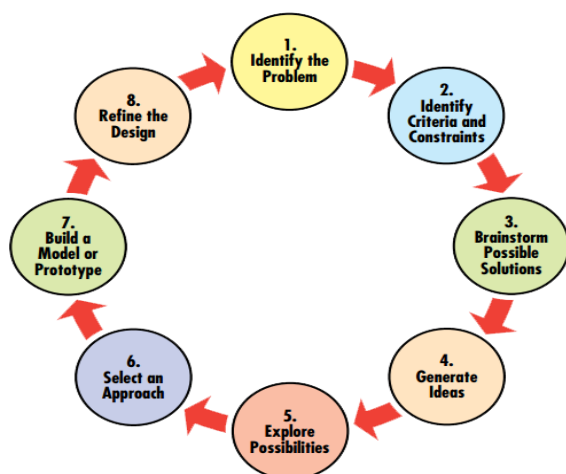 1.
Identify the
Problem
2.
Identify
Criteria and
Constraints
3.
Brainstorm
Possible
Solutions
4.
Generate
Ideas
5.
Explore
Possibilities
6.
Select an
Approach
7.
Build a
Model or
Prototype
8.
Refine the
Design